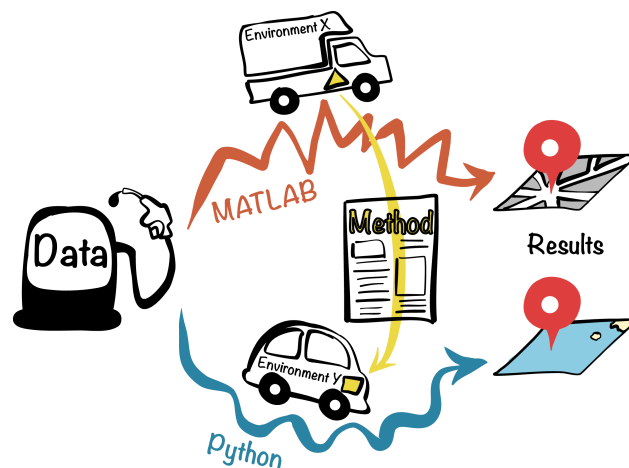 Environment X
MATLAB
Method
Data
Results
Environment Y
Python